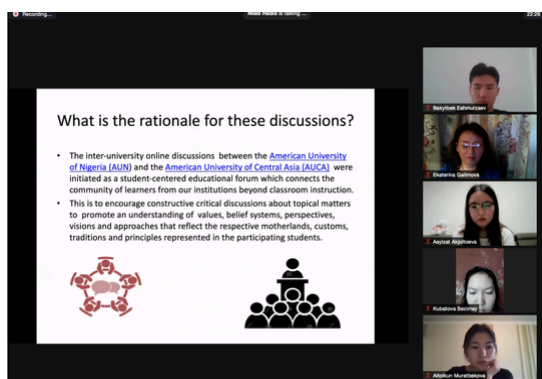 Recording...
is talking ...
22:26
What is the rationale for these discussions?
• The inter-university online discussions between the American University
of Nigeria (AUN) and the American University of Central Asia (AUCA) were
initiated as a student-centered educational forum which connects the
community of learners from our institutions beyond classroom instruction.
• This is to encourage constructive critical discussions about topical matters
to promote an understanding of values, belief systems, perspectives,
visions and approaches that reflect the respective motherlands, customs,
traditions and principles represented in the participating students.
Bakytbek Eshmurzaev
Ekaterina Galimova
Asylzat Akjoltoeva
Kubatova Bezimay
Altolkun Muratbekova